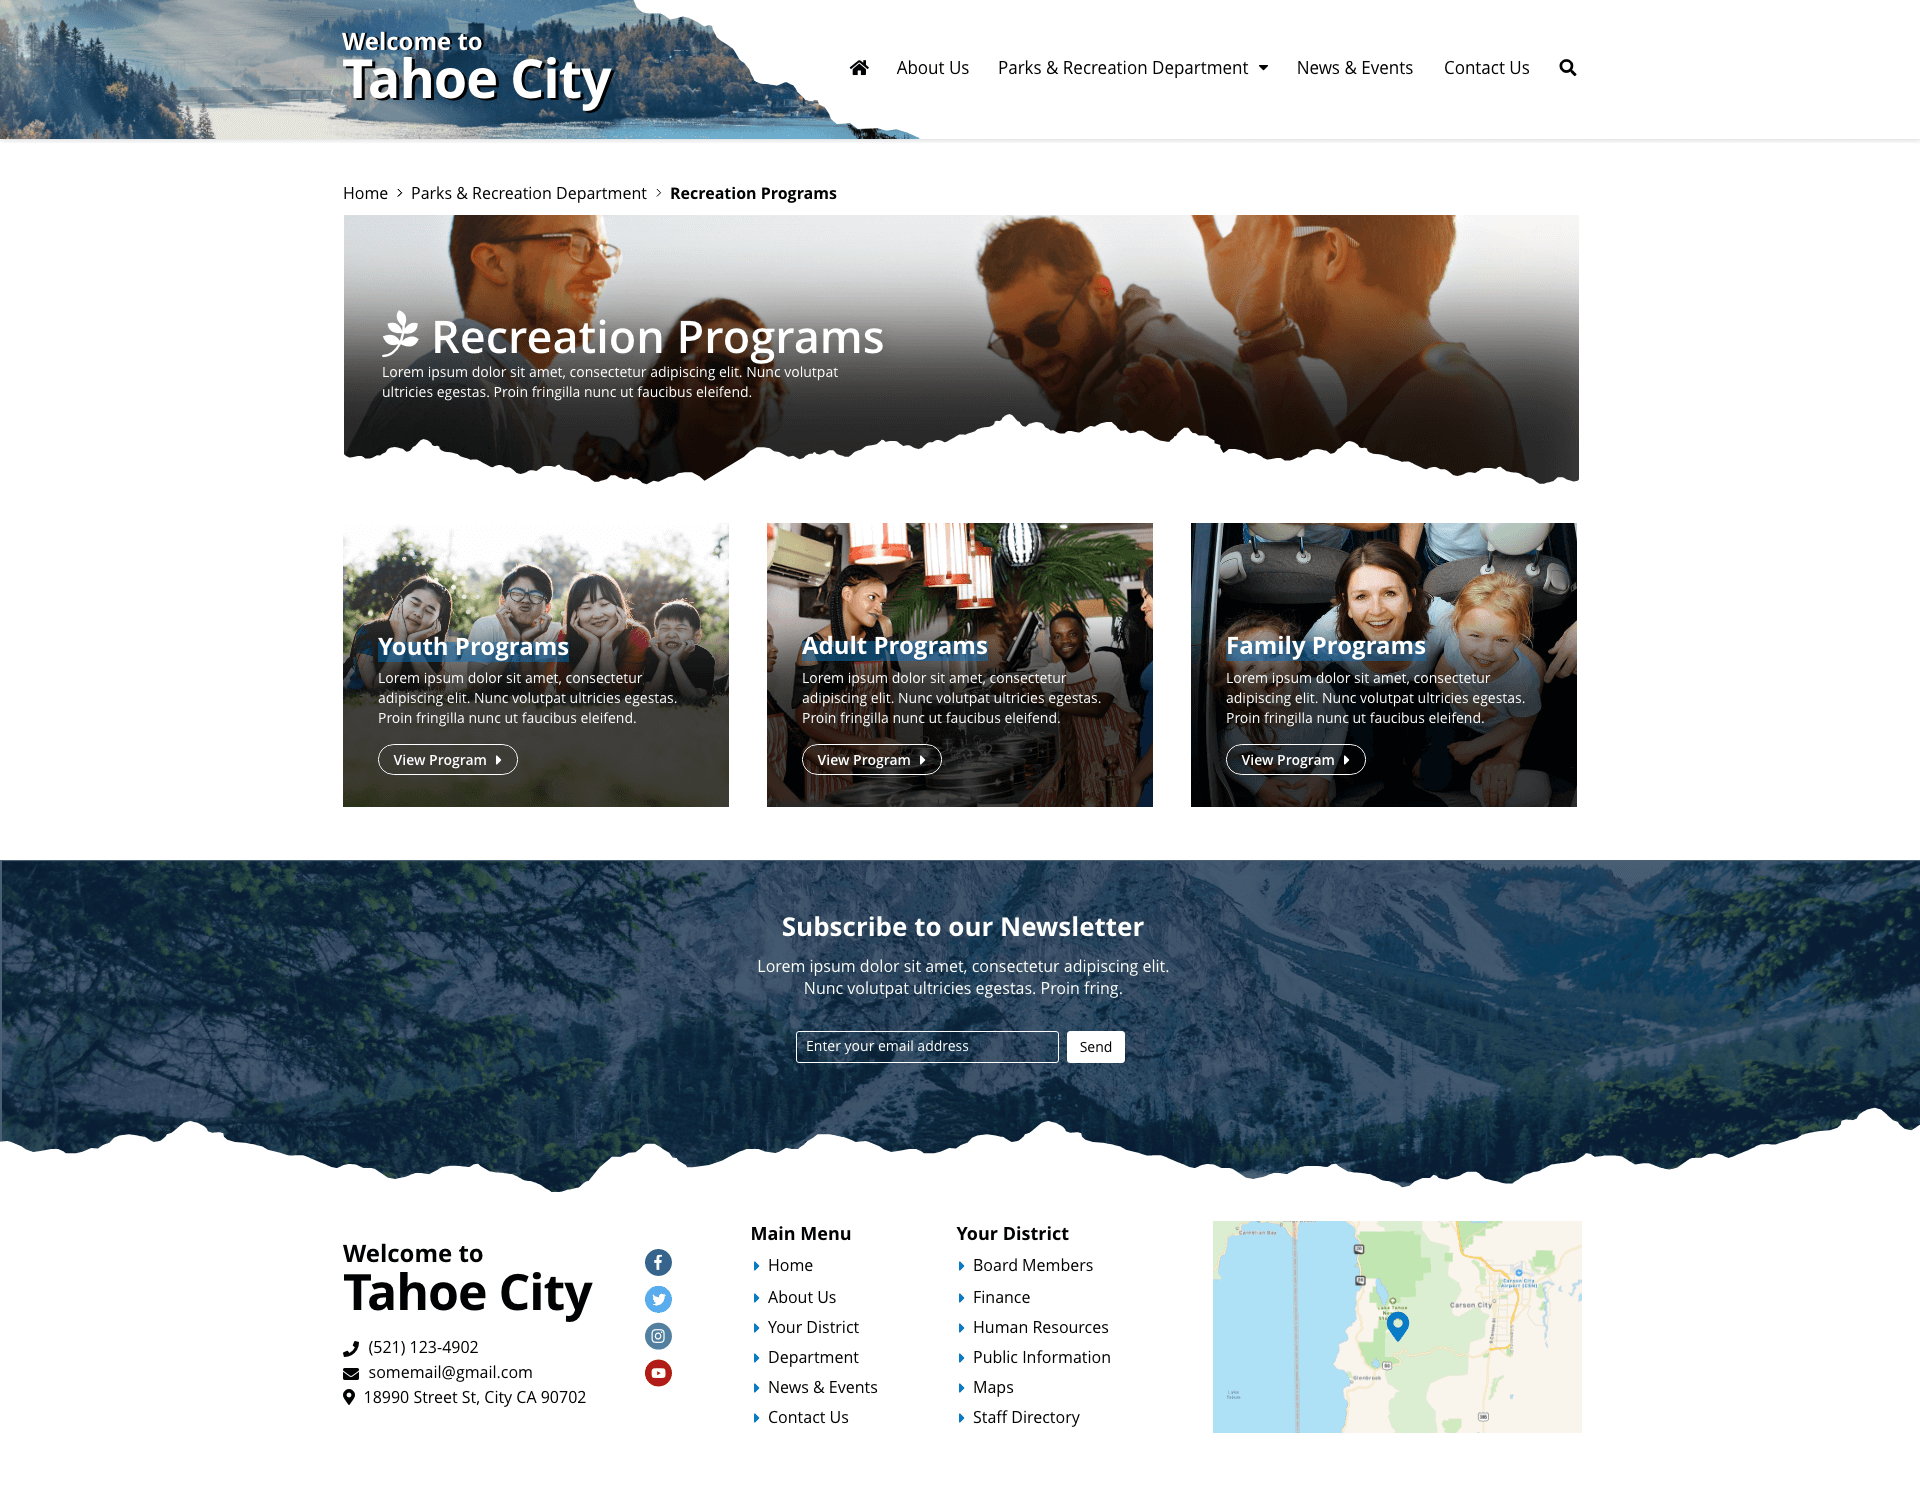 Welcome to
Tahoe City
About Us
Parks & Recreation Department
News & Events
Contact Us
Home > Parks & Recreation Department > Recreation Programs
Recreation Programs
Lorem ipsum dolor sit amet, consectetur adipiscing elit. Nunc volutpat
ultricies egestas. Proin fringilla nunc ut faucibus eleifend.
Youth Programs
Lorem ipsum dolor sit amet, consectetur
adipiscing elit. Nunc volutpat ultricies egestas.
Proin fringilla nunc ut faucibus eleifend.
View Program
Adult Programs
Lorem ipsum dolor sit amet, consectetur
adipiscing elit. Nunc volutpat ultricies egestas.
Proin fringilla nunc ut faucibus eleifend.
View Program
Family Programs
Lorem ipsum dolor sit amet, consectetur
adipiscing elit. Nunc volutpat ultricies egestas.
Proin fringilla nunc ut faucibus eleifend.
View Program
Subscribe to our Newsletter
Lorem ipsum dolor sit amet, consectetur adipiscing elit.
Nunc volutpat ultricies egestas. Proin fring.
Enter your email address
Send
Welcome to
Tahoe City
(521) 123-4902
somemail@gmail.com
18990 Street St, City CA 90702
Main Menu
Home
About Us
Your District
Department
News & Events
Contact Us
Your District
Board Members
Finance
Human Resources
Public Information
Maps
Staff Directory
Carson City
Glenbrook
Lake Tahoe